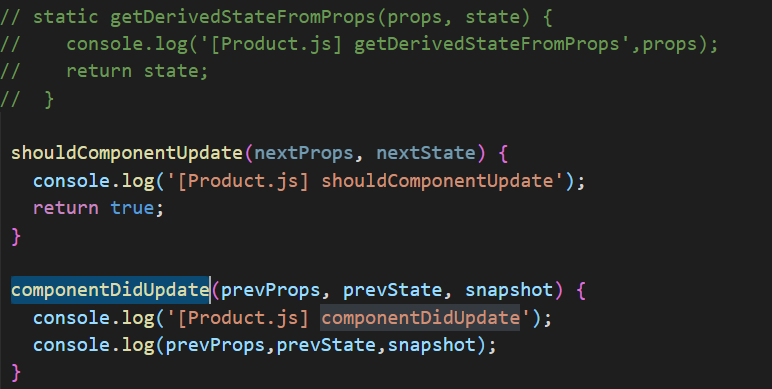 // static getDerivedStateFromProps(props, state) {
//    console.log('[Product.js] getDerivedStateFromProps',props);
//    return state;
//  }
shouldComponentUpdate(nextProps, nextState) {
  console.log('[Product.js] shouldComponentUpdate');
  return true;
}
componentDidUpdate(prevProps, prevState, snapshot) {
  console.log('[Product.js] componentDidUpdate');
  console.log(prevProps,prevState,snapshot);
}